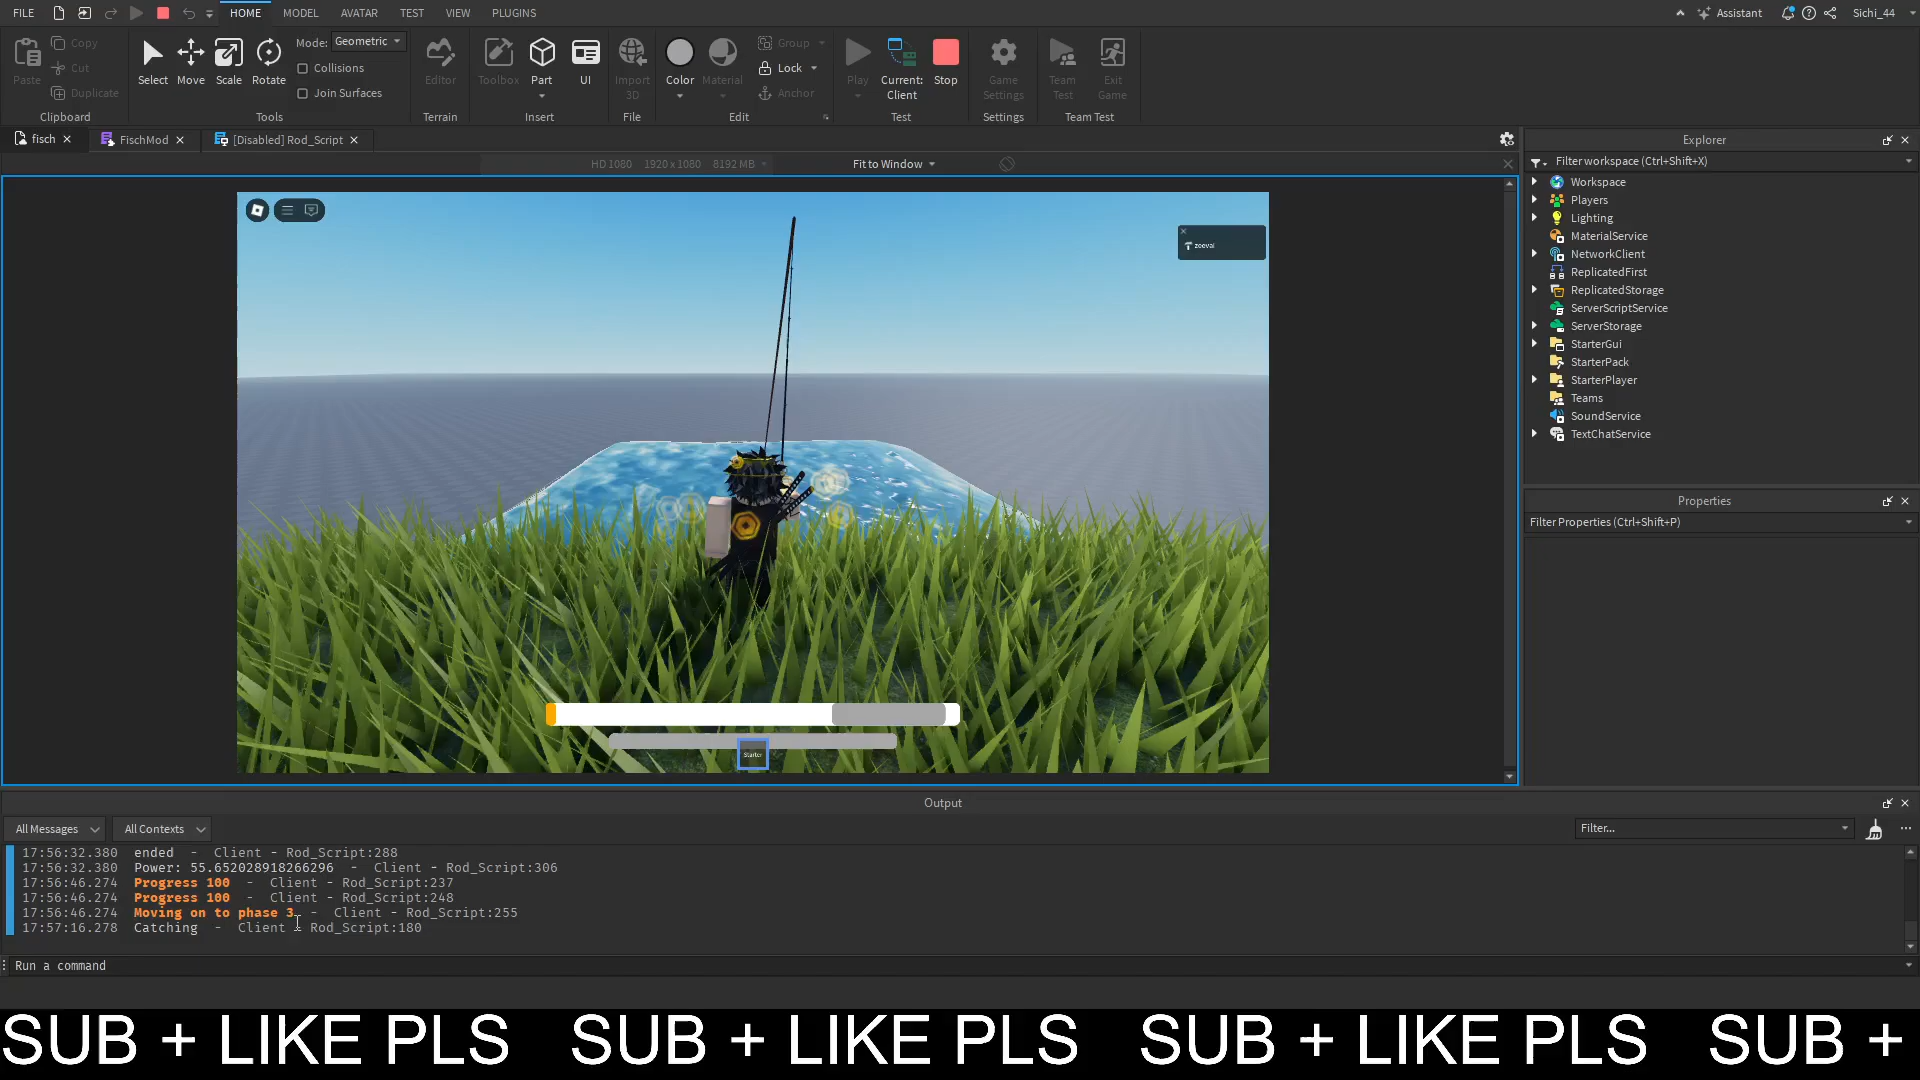 FILE HOME MODEL AVATAR TEST VIEW PLUGINS Assistant Sichi_44
Paste Copy Cut Duplicate
Select Move Scale Rotate
Mode: Geometric
Collisions
Join Surfaces
Editor Toolbox Part UI Import 3D
Color Material Group Lock Anchor
Play Current: Client Stop Game Settings Team Test Exit Game
Clipboard Tools Terrain Insert File Edit Test Settings Team Test
fisch FischMod [Disabled] Rod_Script
HD 1080 1920 x 1080 8192 MB Fit to Window
zeeval
Starter
Explorer
Filter workspace (Ctrl+Shift+X)
Workspace
Players
Lighting
MaterialService
NetworkClient
ReplicatedFirst
ReplicatedStorage
ServerScriptService
ServerStorage
StarterGui
StarterPack
StarterPlayer
Teams
SoundService
TextChatService
Properties
Filter Properties (Ctrl+Shift+P)
Output
All Messages All Contexts Filter...
17:56:32.380 ended - Client - Rod_Script:288
17:56:32.380 Power: 55.652028918266296 - Client - Rod_Script:306
17:56:46.274 Progress 100 - Client - Rod_Script:237
17:56:46.274 Progress 100 - Client - Rod_Script:248
17:56:46.274 Moving on to phase 3 - Client - Rod_Script:255
17:57:16.278 Catching - Client - Rod_Script:180
Run a command
SUB + LIKE PLS SUB + LIKE PLS SUB + LIKE PLS SUB +